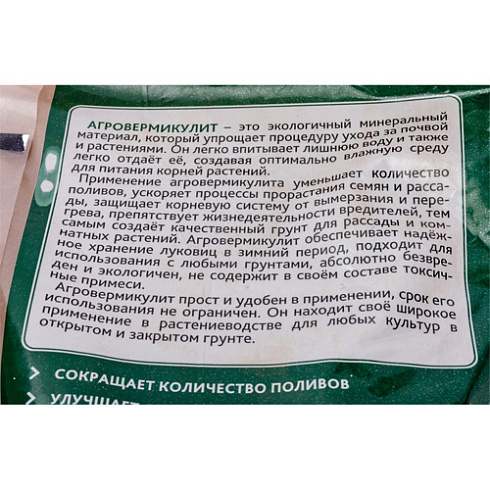 АГРОВЕРМИКУЛИТ – это экологичный минеральный
материал, который упрощает процедуру ухода за почвой
и растениями. Он легко впитывает лишнюю воду и также
легко отдаёт её, создавая оптимально влажную среду
для питания корней растений.
Применение агровермикулита уменьшает количество
поливов, ускоряет процессы прорастания семян и расса-
ды, защищает корневую систему от вымерзания и пере-
грева, препятствует жизнедеятельности вредителей, тем
самым создаёт качественный грунт для рассады и ком-
натных растений. Агровермикулит обеспечивает надёж-
ное хранение луковиц в зимний период, подходит для
использования с любыми грунтами, абсолютно безвре-
ден и экологичен, не содержит в своём составе токсич-
ные примеси.
Агровермикулит прост и удобен в применении, срок его
использования не ограничен. Он находит своё широкое
применение в растениеводстве для любых культур в
открытом и закрытом грунте.
СОКРАЩАЕТ КОЛИЧЕСТВО ПОЛИВОВ
УЛУЧШАЕТ